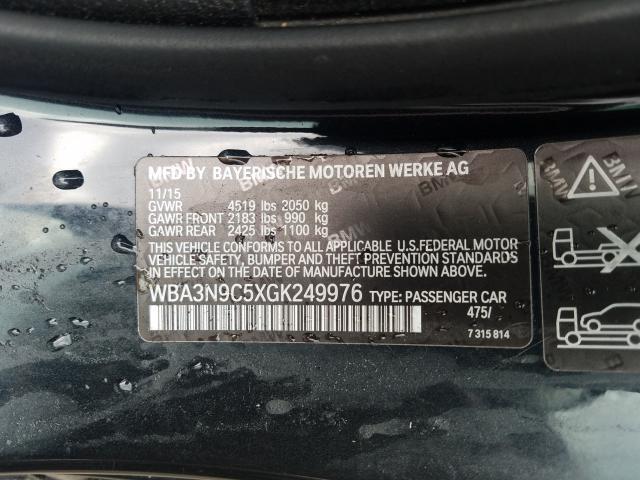 MFD BY BAYERISCHE MOTOREN WERKE AG
11/15
GVWR 4519 lbs 2050 kg
GAWR FRONT 2183 lbs 990 kg
GAWR REAR 2425 lbs 1100 kg
THIS VEHICLE CONFORMS TO ALL APPLICABLE U.S.FEDERAL MOTOR
VEHICLE SAFETY, BUMPER AND THEFT PREVENTION STANDARDS
IN EFFECT ON THE DATE OF MANUFACTURE SHOWN ABOVE.
WBA3N9C5XGK249976 TYPE: PASSENGER CAR
475/
7 315 814